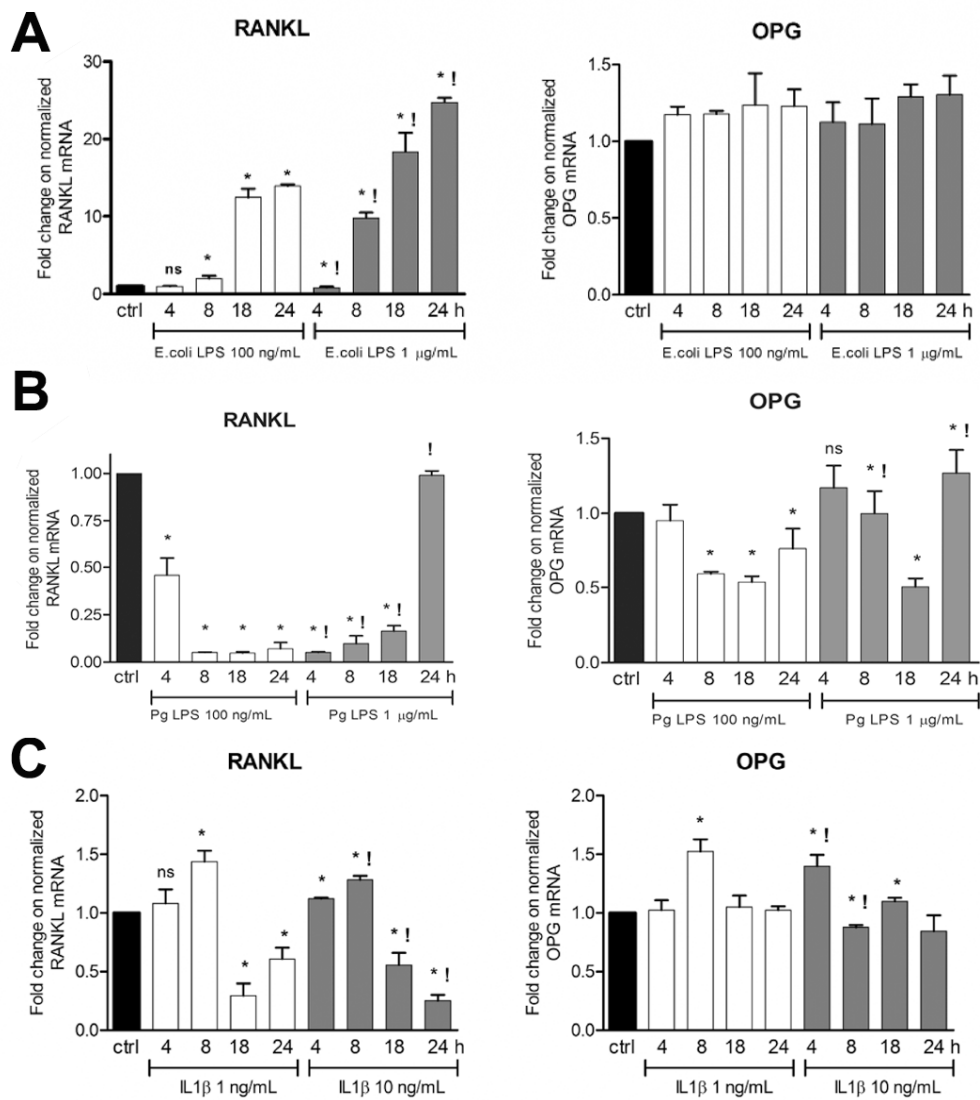 A
RANKL
Fold change on normalized
RANKL mRNA
30
20
10
0
ns
*
*
*
* !
* !
* !
* !
ctrl 4 8 18 24 4 8 18 24 h
E.coli LPS 100 ng/mL E.coli LPS 1 μg/mL
OPG
Fold change on normalized
OPG mRNA
1.5
1.0
0.5
0.0
ctrl 4 8 18 24 4 8 18 24 h
E.coli LPS 100 ng/mL E.coli LPS 1 μg/mL
B
RANKL
Fold change on normalized
RANKL mRNA
1.00
0.75
0.50
0.25
0.00
*
*
*
*
* !
* !
* !
!
ctrl 4 8 18 24 4 8 18 24 h
Pg LPS 100 ng/mL Pg LPS 1 μg/mL
OPG
Fold change on normalized
OPG mRNA
1.5
1.0
0.5
0.0
*
*
*
ns
* !
*
* !
ctrl 4 8 18 24 4 8 18 24 h
Pg LPS 100 ng/mL Pg LPS 1 μg/mL
C
RANKL
Fold change on normalized
RANKL mRNA
2.0
1.5
1.0
0.5
0.0
ns
*
*
*
*
* !
* !
* !
ctrl 4 8 18 24 4 8 18 24 h
IL1β 1 ng/mL IL1β 10 ng/mL
OPG
Fold change on normalized
OPG mRNA
2.0
1.5
1.0
0.5
0.0
*
* !
* !
*
ctrl 4 8 18 24 4 8 18 24 h
IL1β 1 ng/mL IL1β 10 ng/mL